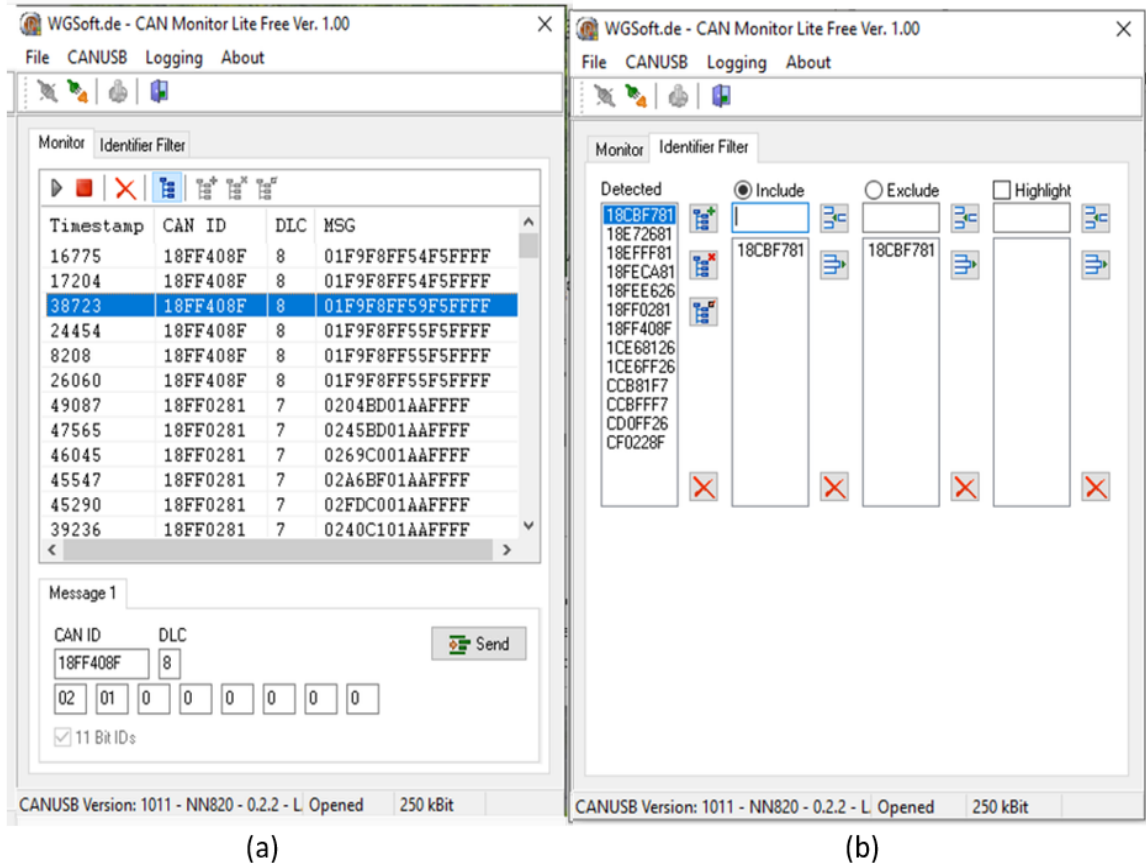 WGSoft.de - CAN Monitor Lite Free Ver. 1.00
File CANUSB Logging About
Monitor Identifier Filter
Timestamp CAN ID DLC MSG
16775 18FF408F 8 01F9F8FF54F5FFFF
17204 18FF408F 8 01F9F8FF54F5FFFF
38723 18FF408F 8 01F9F8FF59F5FFFF
24454 18FF408F 8 01F9F8FF55F5FFFF
8208 18FF408F 8 01F9F8FF55F5FFFF
26060 18FF408F 8 01F9F8FF55F5FFFF
49087 18FF0281 7 0204BD01AAFFFF
47565 18FF0281 7 0245BD01AAFFFF
46045 18FF0281 7 0269C001AAFFFF
45547 18FF0281 7 02A6BF01AAFFFF
45290 18FF0281 7 02FDC001AAFFFF
39236 18FF0281 7 0240C101AAFFFF
Message 1
CAN ID DLC
18FF408F 8
Send
02 01 0 0 0 0 0 0
11 Bit IDs
CANUSB Version: 1011 - NN820 - 0.2.2 - L Opened 250 kBit
(a)
WGSoft.de - CAN Monitor Lite Free Ver. 1.00
File CANUSB Logging About
Monitor Identifier Filter
Detected Include Exclude Highlight
18CBF781
18E72681
18EFFF81
18FECA81
18FEE626
18FF0281
18FF408F
1CE68126
1CE6FF26
CCB81F7
CCBFFF7
CD0FF26
CF0228F
18CBF781
18CBF781
CANUSB Version: 1011 - NN820 - 0.2.2 - L Opened 250 kBit
(b)